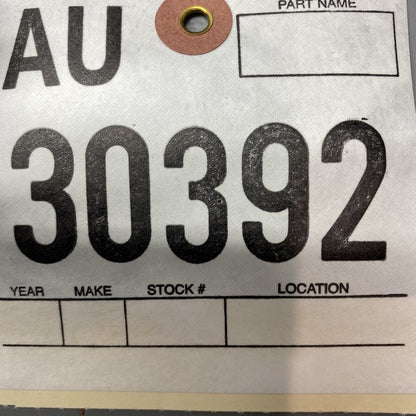 PART NAME
AU
30392
YEAR MAKE STOCK # LOCATION